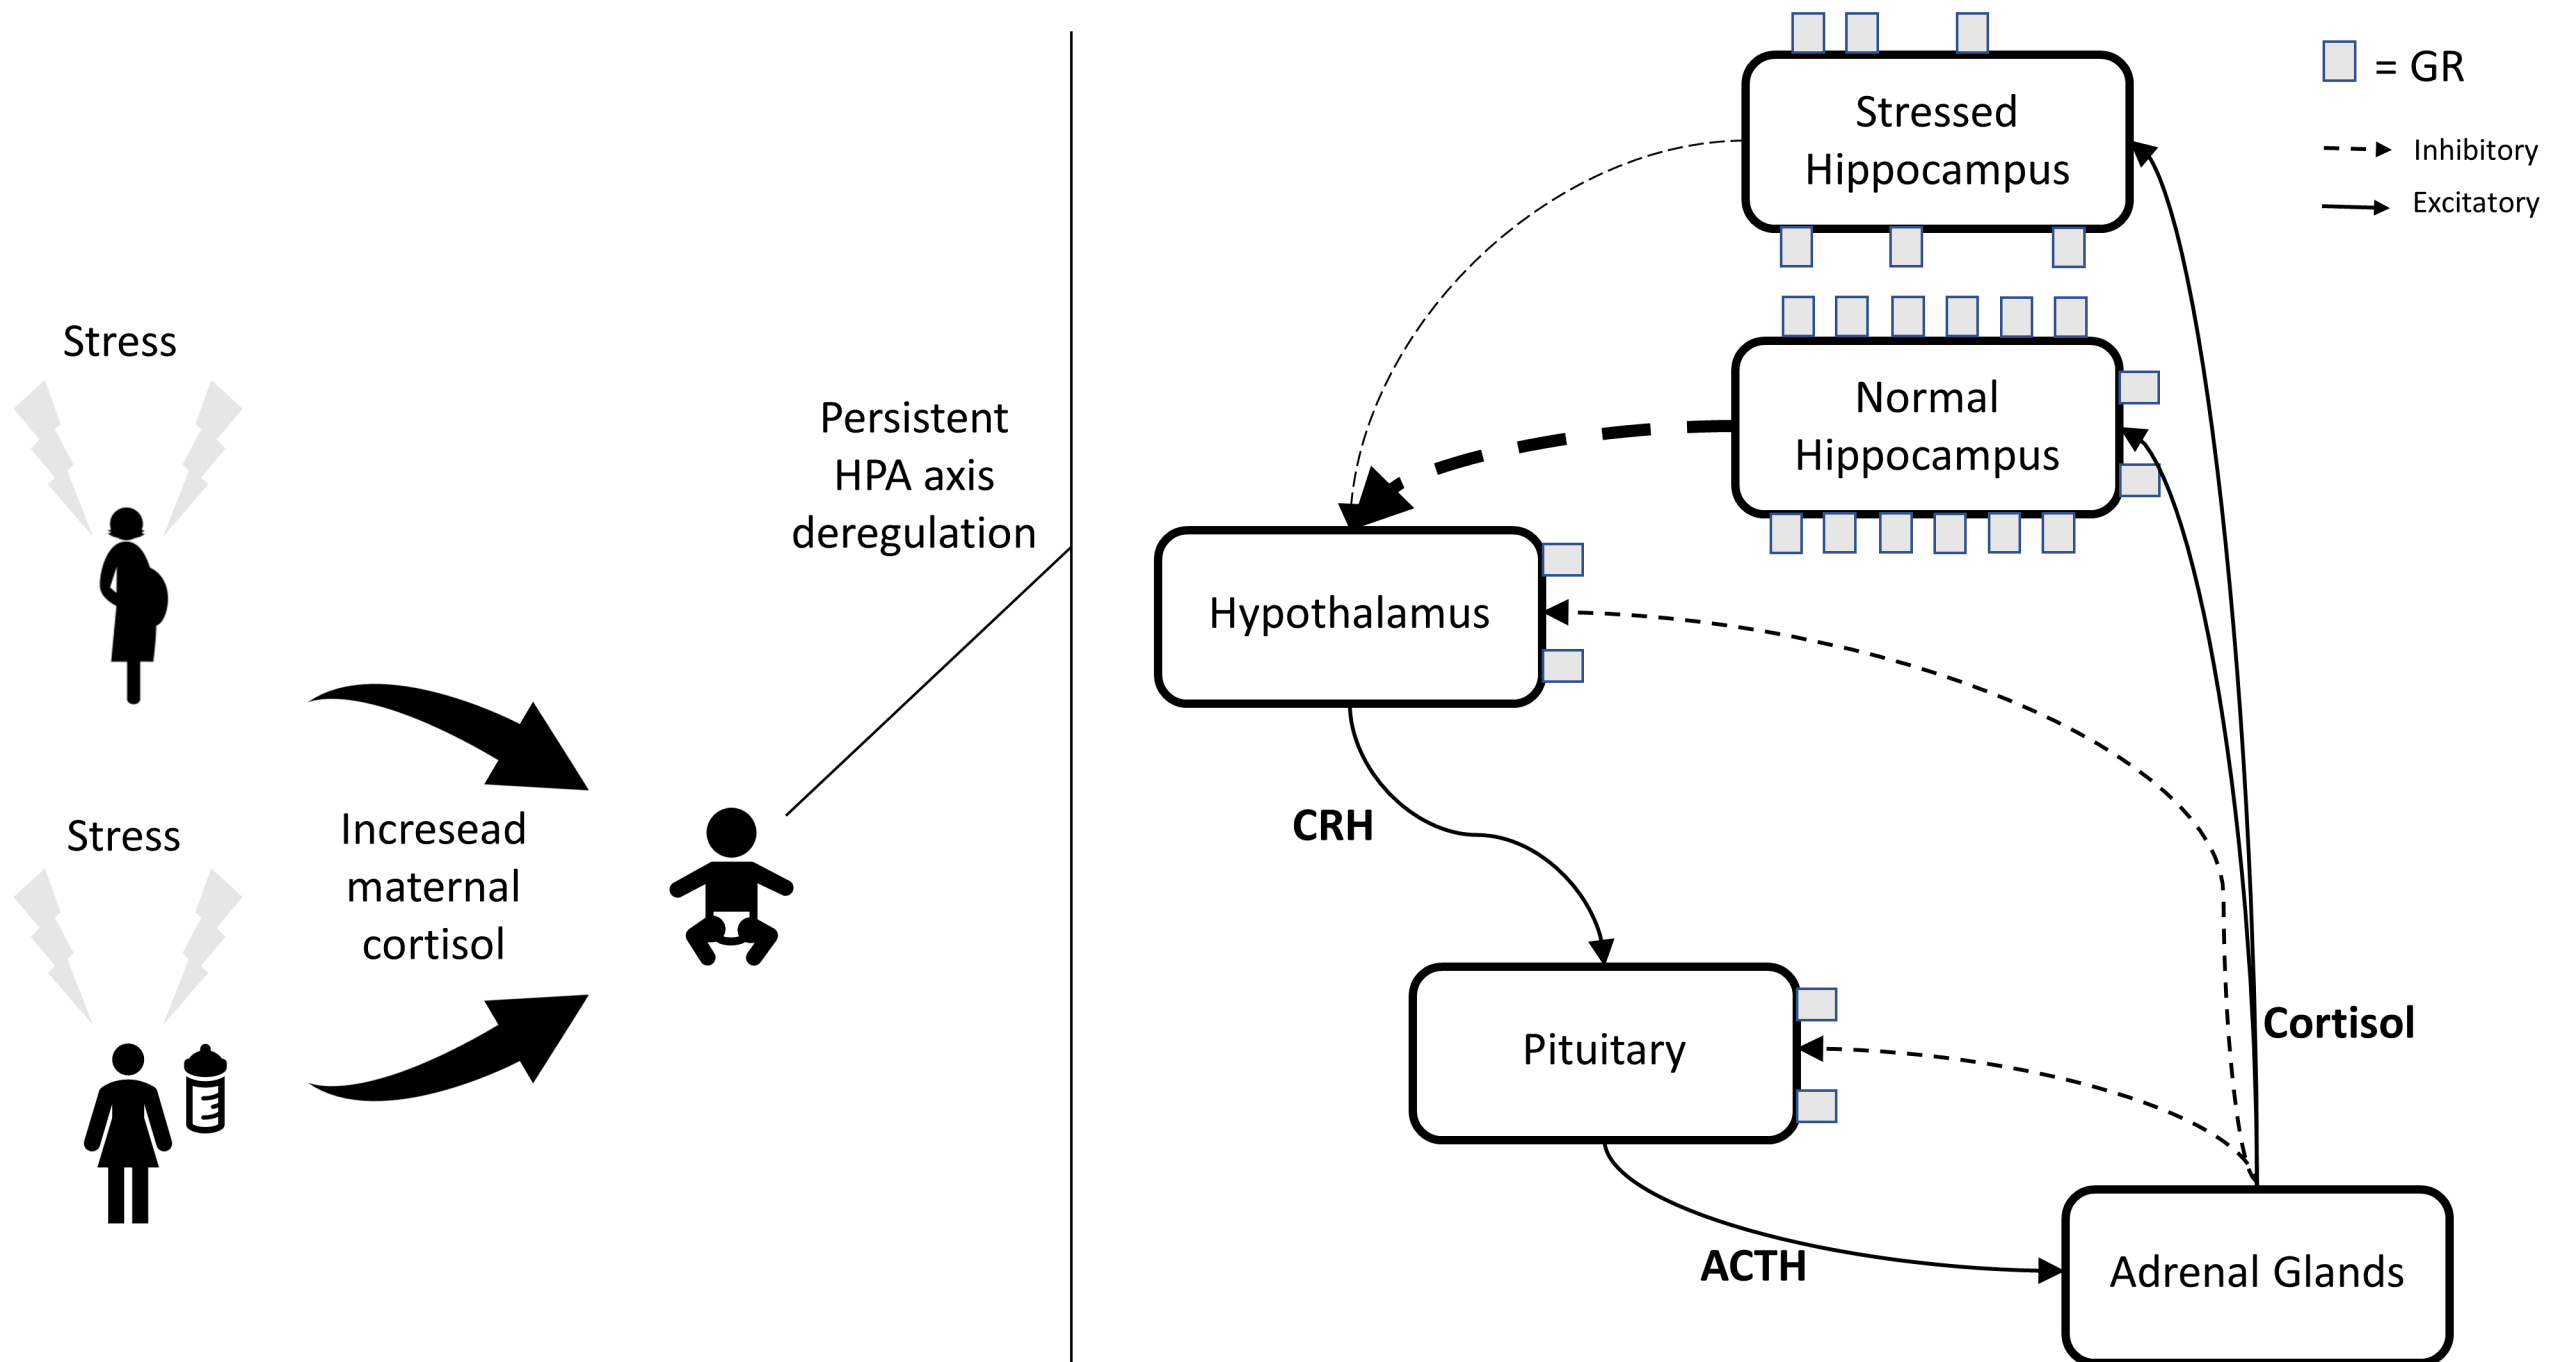 Stress
Stress
Incresead
maternal
cortisol
Persistent
HPA axis
deregulation
Stressed
Hippocampus
Normal
Hippocampus
Hypothalamus
CRH
Pituitary
ACTH
Adrenal Glands
Cortisol
= GR
Inhibitory
Excitatory